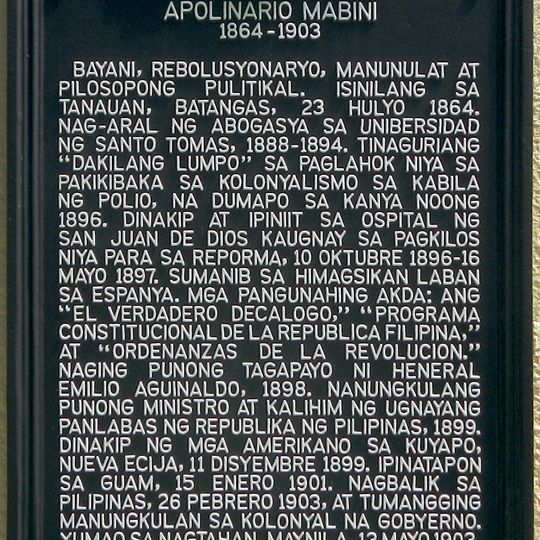 APOLINARIO MABINI
1864-1903
BAYANI, REBOLUSYONARYO, MANUNULAT AT
PILOSOPONG PULITIKAL. ISINILANG SA
TANAUAN, BATANGAS, 23 HULYO 1864.
NAG-ARAL NG ABOGASYA SA UNIBERSIDAD
NG SANTO TOMAS, 1888-1894. TINAGURIANG
"DAKILANG LUMPO" SA PAGLAHOK NIYA SA
PAKIKIBAKA SA KOLONYALISMO SA KABILA
NG POLIO, NA DUMAPO SA KANYA NOONG
1896. DINAKIP AT IPINIIT SA OSPITAL NG
SAN JUAN DE DIOS KAUGNAY SA PAGKILOS
NIYA PARA SA REPORMA, 10 OKTUBRE 1896-16
MAYO 1897. SUMANIB SA HIMAGSIKAN LABAN
SA ESPANYA. MGA PANGUNAHING AKDA: ANG
"EL VERDADERO DECALOGO," "PROGRAMA
CONSTITUCIONAL DE LA REPUBLICA FILIPINA,"
AT "ORDENANZAS DE LA REVOLUCION."
NAGING PUNONG TAGAPAYO NI HENERAL
EMILIO AGUINALDO, 1898. NANUNGKULANG
PUNONG MINISTRO AT KALIHIM NG UGNAYANG
PANLABAS NG REPUBLIKA NG PILIPINAS, 1899.
DINAKIP NG MGA AMERIKANO SA KUYAPO,
NUEVA ECIJA, 11 DISYEMBRE 1899. IPINATAPON
SA GUAM, 15 ENERO 1901. NAGBALIK SA
PILIPINAS, 26 PEBRERO 1903, AT TUMANGGING
MANUNGKULAN SA KOLONYAL NA GOBYERNO.
YUMAO SA NAGTAHAN, MAYNILA, 13 MAYO 1903.